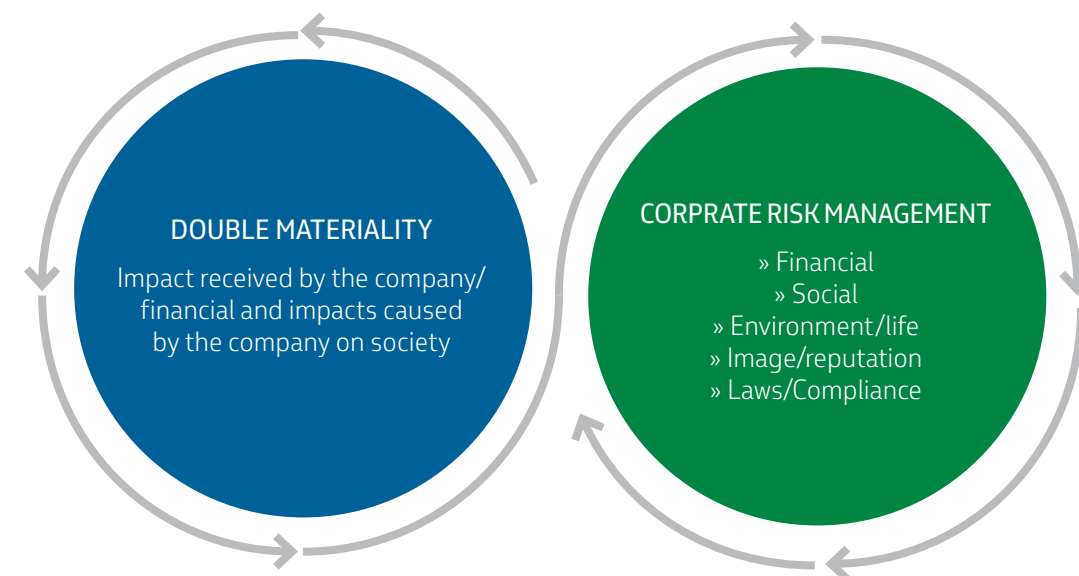 DOUBLE MATERIALITY
Impact received by the company/
financial and impacts caused
by the company on society
CORPRATE RISK MANAGEMENT
» Financial
» Social
» Environment/life
» Image/reputation
» Laws/Compliance